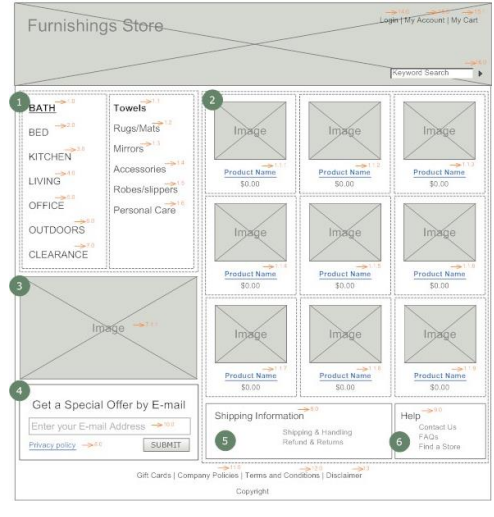 Furnishings Store
Login | My Account | My Cart
Keyword Search
1
BATH
BED
KITCHEN
LIVING
OFFICE
OUTDOORS
CLEARANCE
Towels
Rugs/Mats
Mirrors
Accessories
Robes/slippers
Personal Care
2
Image
Image
Image
Product Name
Product Name
Product Name
$0.00
$0.00
$0.00
Image
Image
Image
Product Name
Product Name
Product Name
$0.00
$0.00
$0.00
Image
Image
Image
Product Name
Product Name
Product Name
$0.00
$0.00
$0.00
3
Image
4
Get a Special Offer by E-mail
Enter your E-mail Address
Privacy policy
SUBMIT
Shipping Information
5
Shipping & Handling
Refund & Returns
Help
6
Contact Us
FAQs
Find a Store
Gift Cards | Company Policies | Terms and Conditions | Disclaimer
Copyright